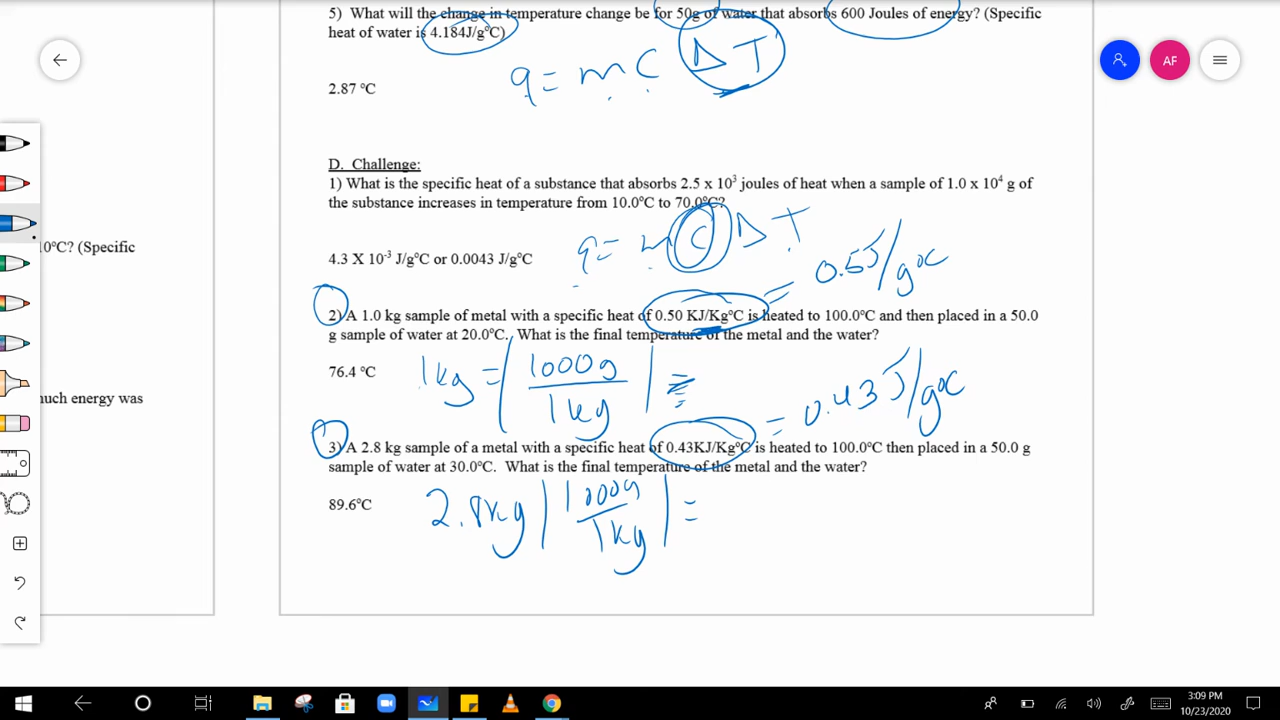 5) What will the change in temperature change be for 50g of water that absorbs 600 Joules of energy? (Specific
heat of water is 4.184J/g°C)
q = m C Δ T
2.87 °C
AF
D. Challenge:
1) What is the specific heat of a substance that absorbs 2.5 x 10³ joules of heat when a sample of 1.0 x 10⁴ g of
the substance increases in temperature from 10.0°C to 70.0°C?
q = m C Δ T
4.3 X 10⁻³ J/g°C or 0.0043 J/g°C
= 0.5J/g°C
2) A 1.0 kg sample of metal with a specific heat of 0.50 KJ/Kg°C is heated to 100.0°C and then placed in a 50.0
g sample of water at 20.0°C. What is the final temperature of the metal and the water?
76.4 °C
1kg = | 1000g / 1kg | =
= 0.43J/g°C
3) A 2.8 kg sample of a metal with a specific heat of 0.43KJ/Kg°C is heated to 100.0°C then placed in a 50.0 g
sample of water at 30.0°C. What is the final temperature of the metal and the water?
89.6°C
2.8kg | 1000g / 1kg | =
0°C? (Specific
uch energy was
3:09 PM
10/23/2020